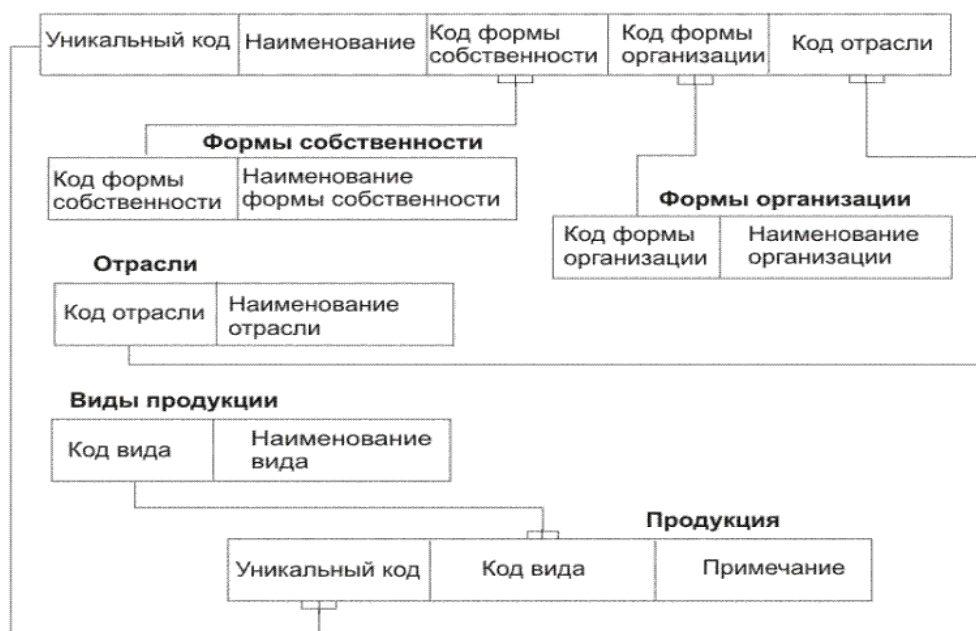 Уникальный код
Наименование
Код формы
собственности
Код формы
организации
Код отрасли
Формы собственности
Код формы
собственности
Наименование
формы собственности
Формы организации
Код формы
организации
Наименование
организации
Отрасли
Код отрасли
Наименование
отрасли
Виды продукции
Код вида
Наименование
вида
Продукция
Уникальный код
Код вида
Примечание